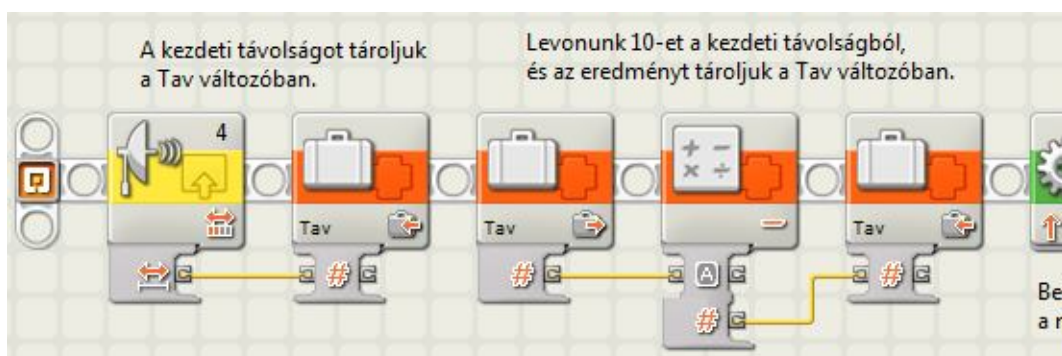 A kezdeti távolságot tároljuk
a Tav változóban.
Levonunk 10-et a kezdeti távolságból,
és az eredményt tároljuk a Tav változóban.
4
Tav
Tav
Tav
#
#
A
#
#
Be
a